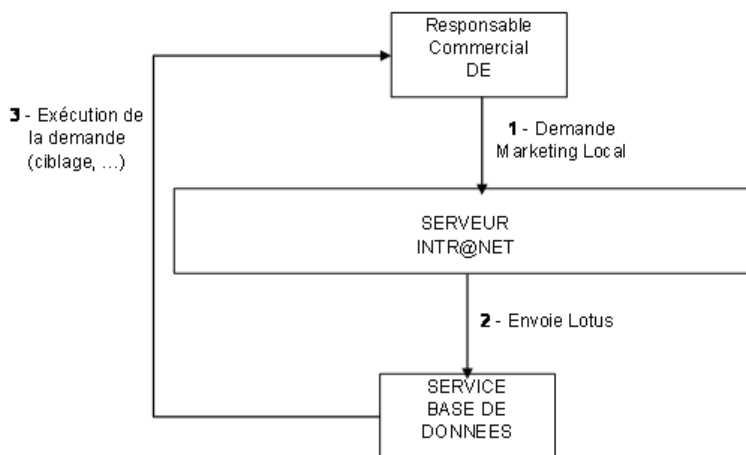 Responsable
Commercial
DE
3 - Exécution de
la demande
(ciblage, ...)
1 - Demande
Marketing Local
SERVEUR
INTR@NET
2 - Envoie Lotus
SERVICE
BASE DE
DONNEES